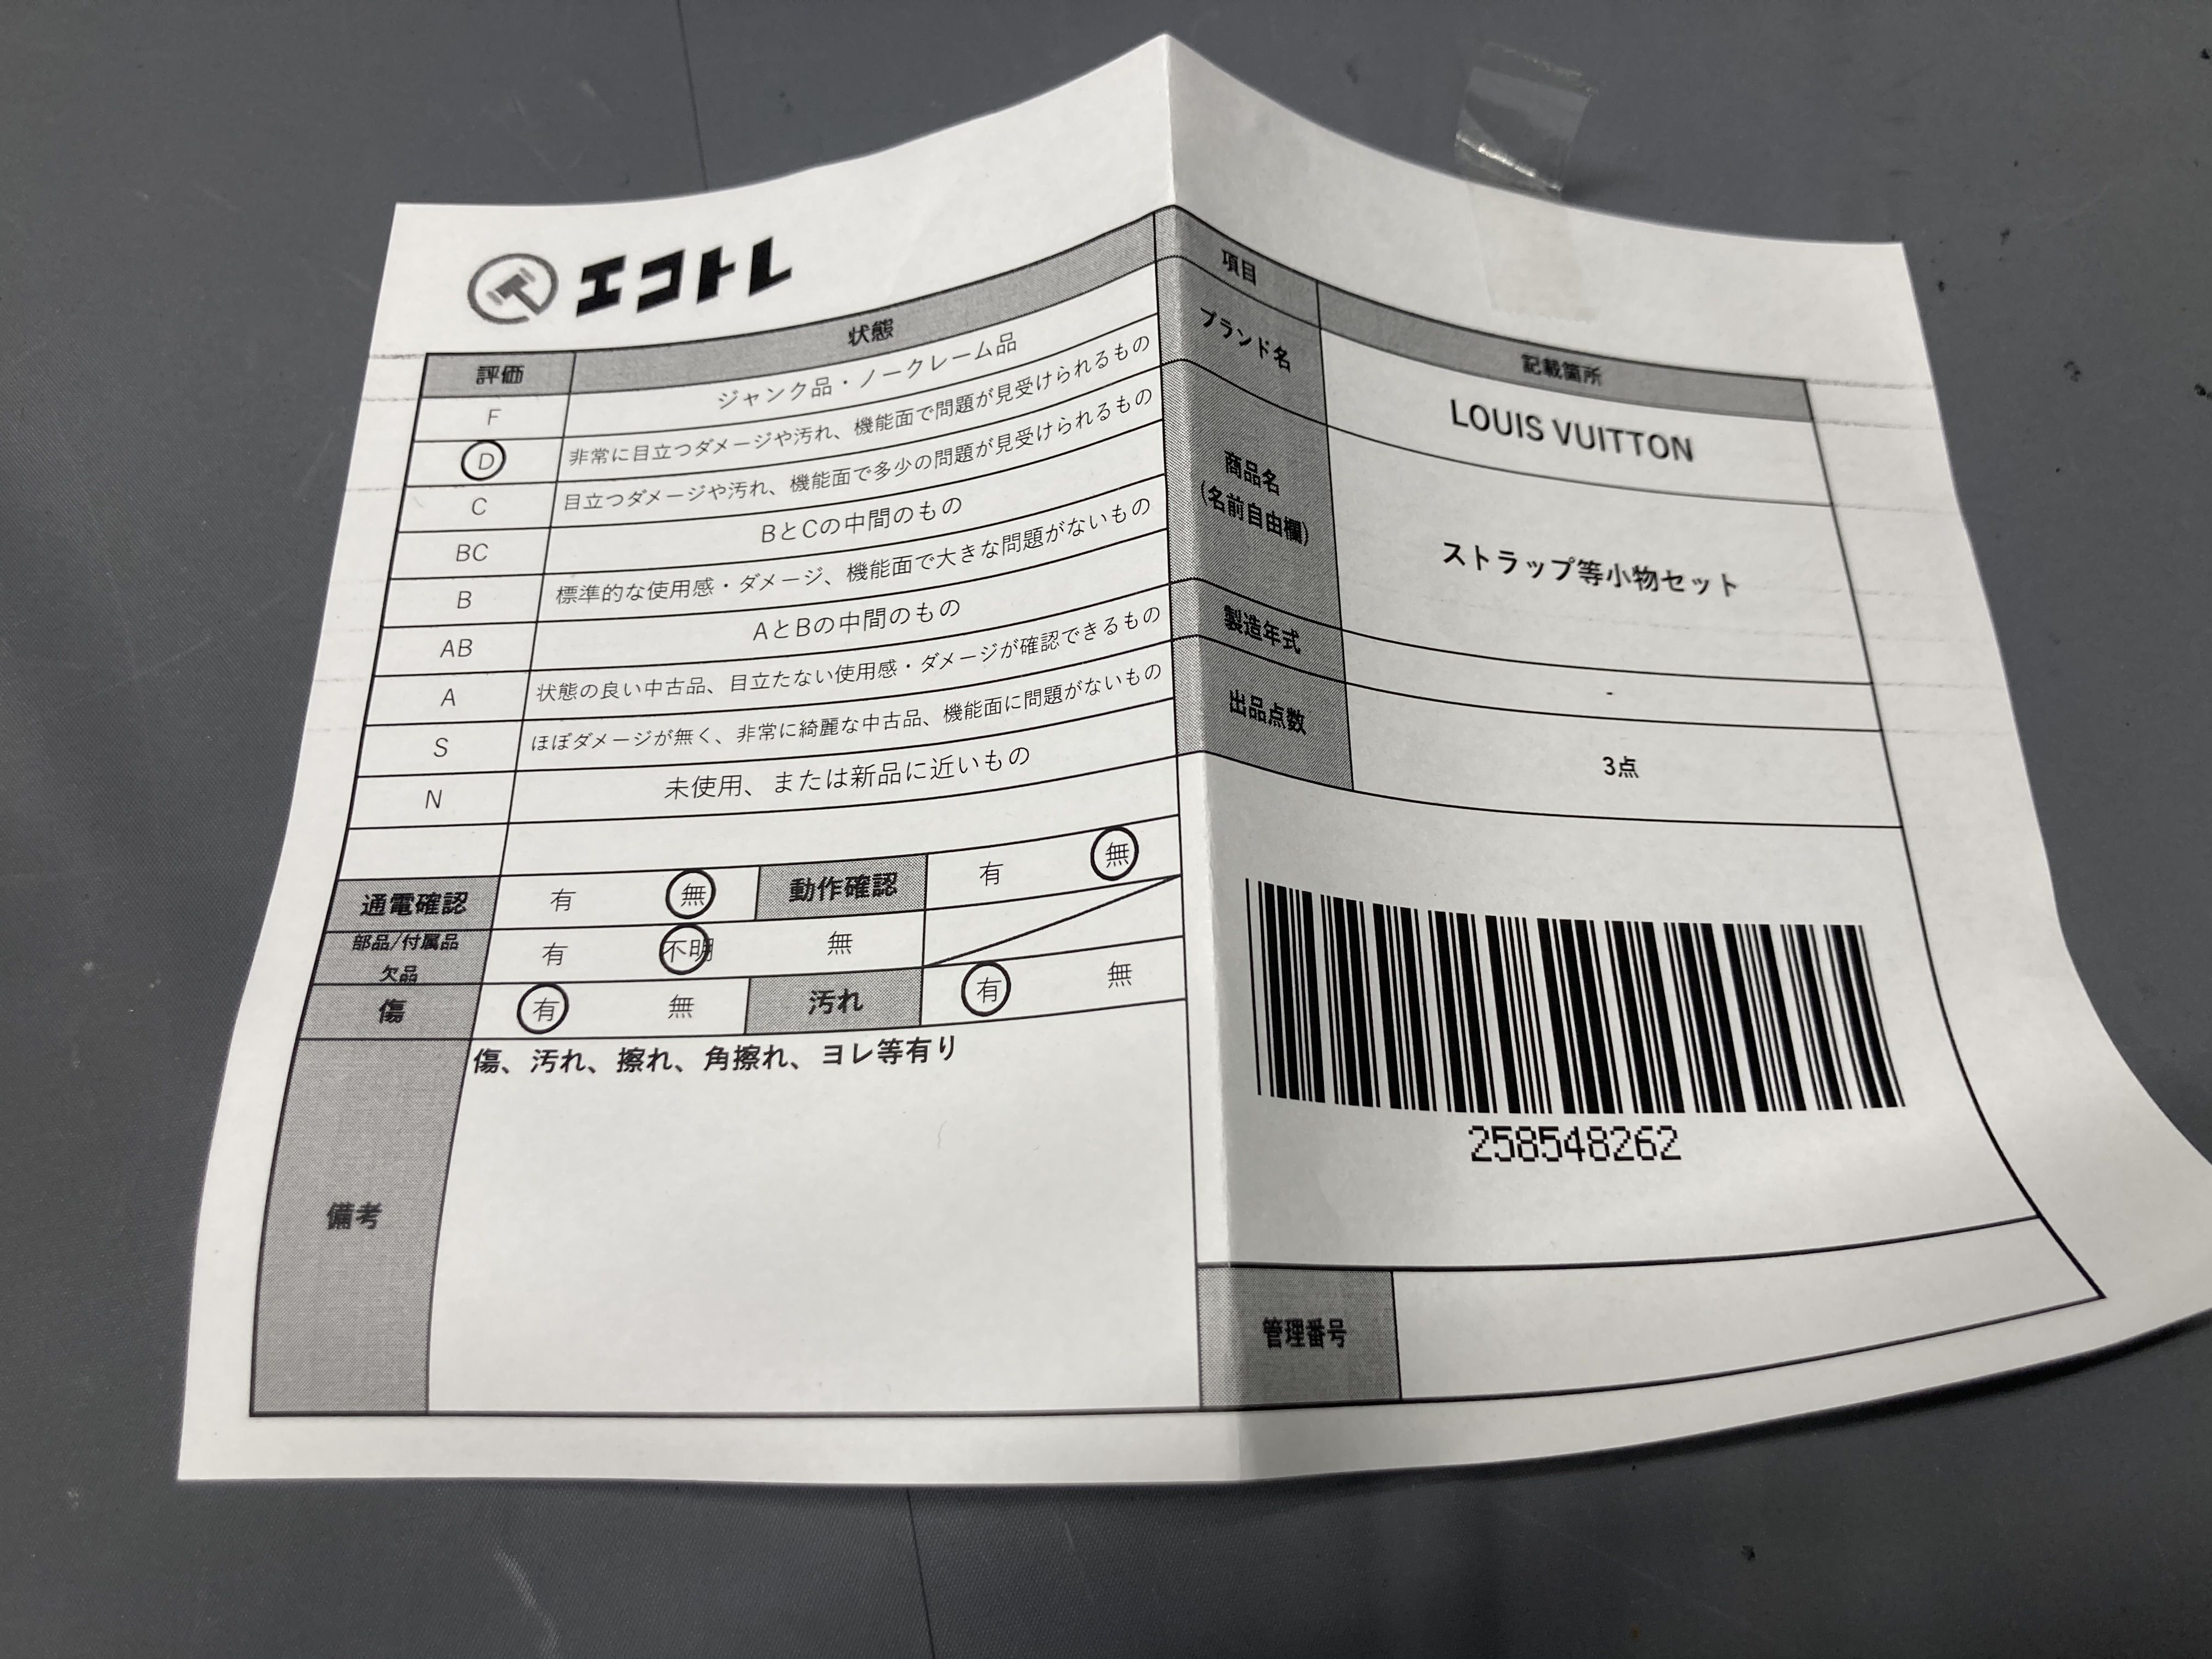 エコトレ
評価 状態
F ジャンク品・ノークレーム品
D 非常に目立つダメージや汚れ、機能面で問題が見受けられるもの
C 目立つダメージや汚れ、機能面で多少の問題が見受けられるもの
BC BとCの中間のもの
B 標準的な使用感・ダメージ、機能面で大きな問題がないもの
AB AとBの中間のもの
A 状態の良い中古品、目立たない使用感・ダメージが確認できるもの
S ほぼダメージが無く、非常に綺麗な中古品、機能面に問題がないもの
N 未使用、または新品に近いもの
通電確認 有 無 動作確認 有 無
部品/付属品 有 不明 無
欠品
傷 有 無 汚れ 有 無
備考 傷、汚れ、擦れ、角擦れ、ヨレ等有り
項目 記載箇所
ブランド名 LOUIS VUITTON
商品名
(名前自由欄) ストラップ等小物セット
製造年式 -
出品点数 3点
258548262
管理番号